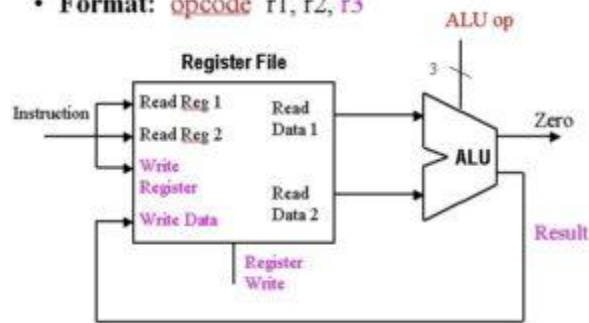 • Format: opcode r1, r2, r3
ALU op
3
Register File
Instruction
Read Reg 1
Read Reg 2
Write
Register
Write Data
Read
Data 1
Read
Data 2
Register
Write
ALU
Zero
Result